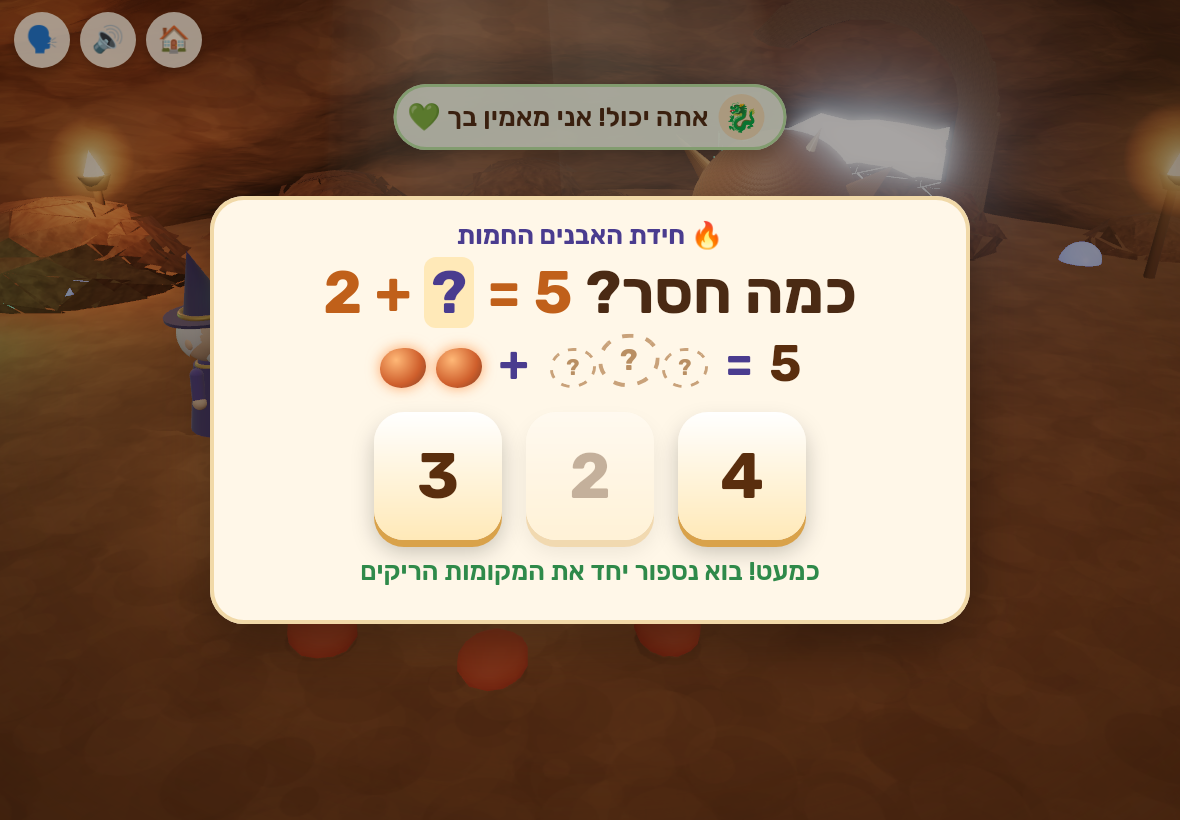 אתה יכול! אני מאמין בך
חידת האבנים החמות
כמה חסר? 2 + ? = 5
+ ? ? ? = 5
3 2 4
כמעט! בוא נספור יחד את המקומות הריקים